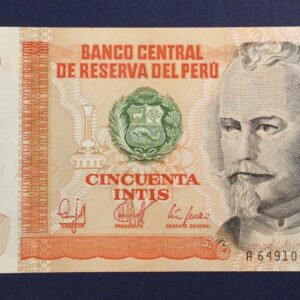 BANCO CENTRAL
DE RESERVA DEL PERÚ
CINCUENTA
INTIS
PRESIDENTE
GERENTE GENERAL
A 64910